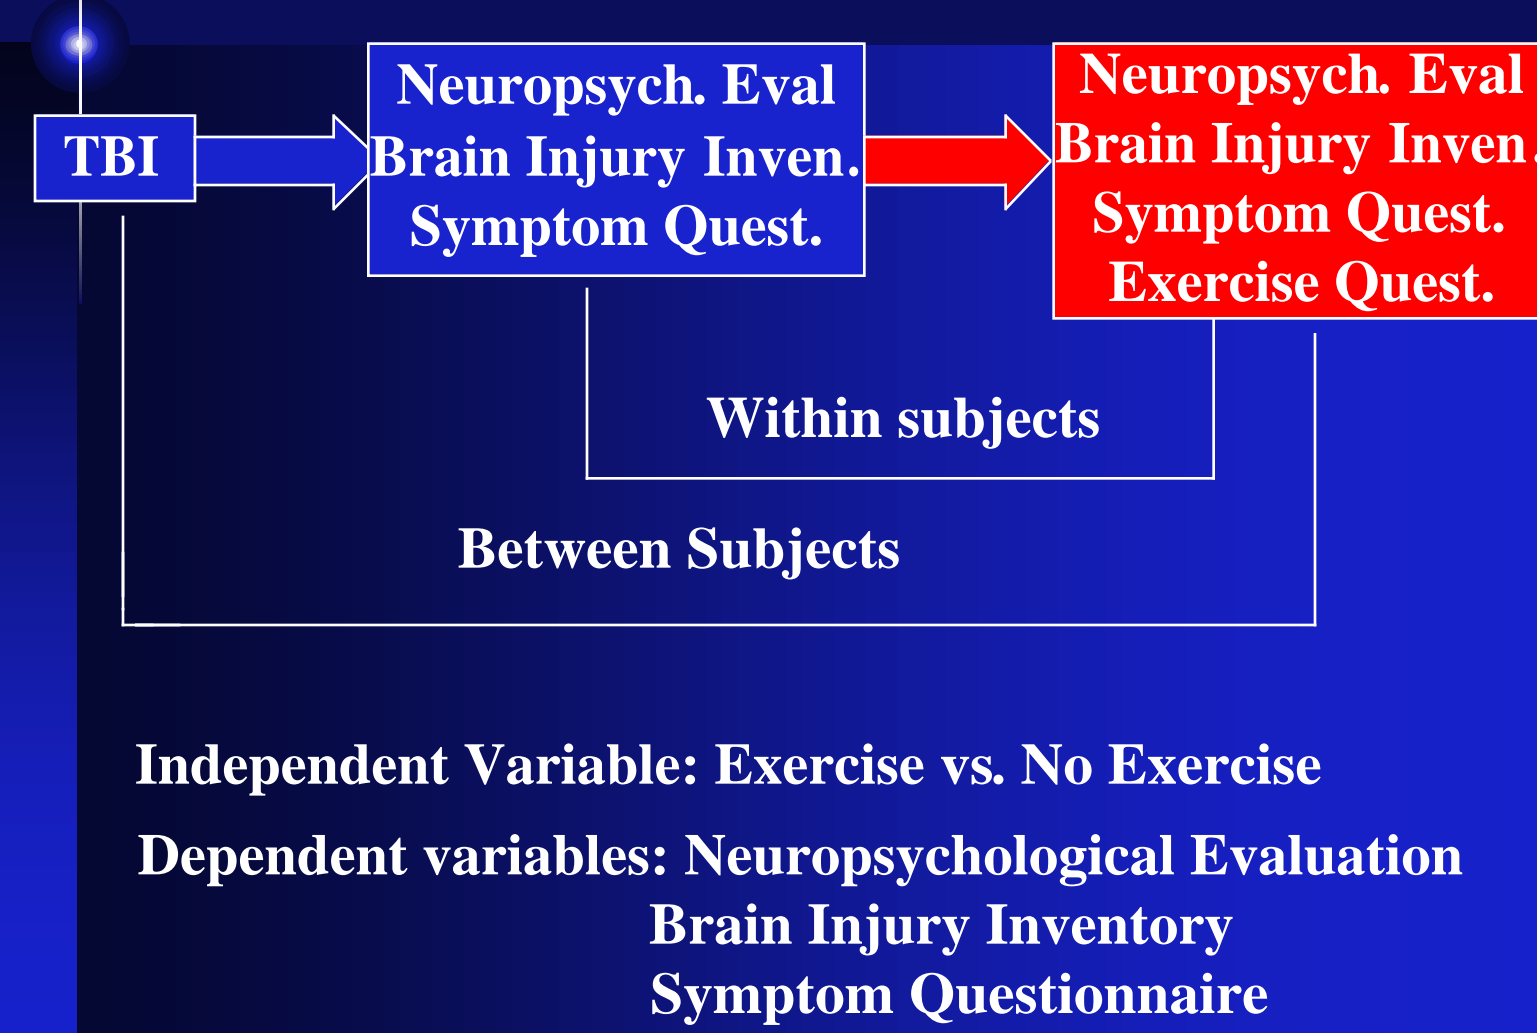 TBI
Neuropsych. Eval
Brain Injury Inven.
Symptom Quest.
Neuropsych. Eval
Brain Injury Inven.
Symptom Quest.
Exercise Quest.
Within subjects
Between Subjects
Independent Variable: Exercise vs. No Exercise
Dependent variables: Neuropsychological Evaluation
Brain Injury Inventory
Symptom Questionnaire